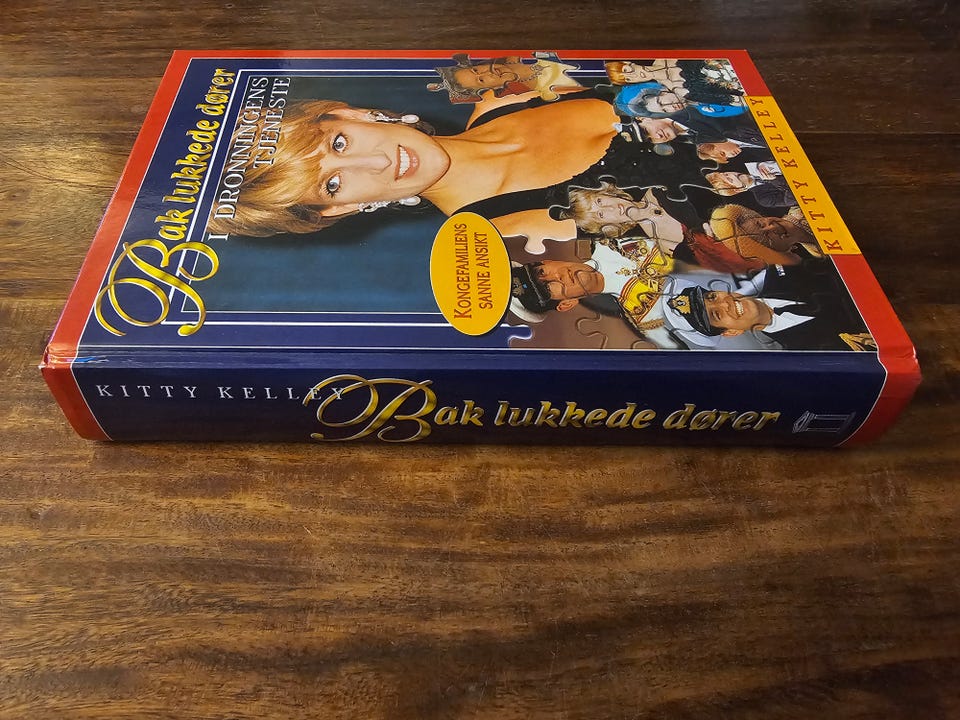 Bak lukkede dører
I DRONNINGENS
TJENESTE
KONGEFAMILIENS
SANNE ANSIKT
KITTY KELLEY
KITTY KELLEY Bak lukkede dører